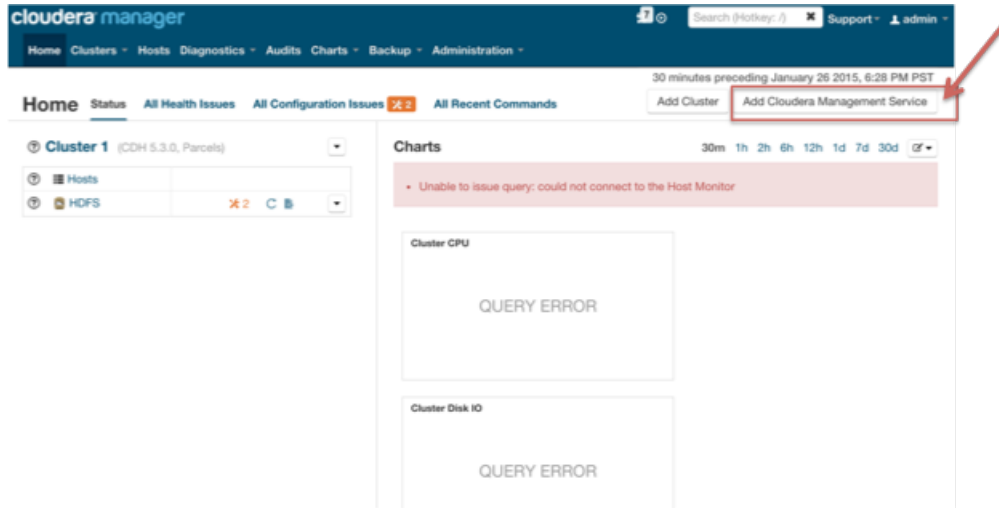 cloudera manager
7
Search (Hotkey: /)
Support
admin
Home Clusters Hosts Diagnostics Audits Charts Backup Administration
30 minutes preceding January 26 2015, 6:28 PM PST
Home Status All Health Issues All Configuration Issues 2 All Recent Commands
Add Cluster
Add Cloudera Management Service
Cluster 1 (CDH 5.3.0, Parcels)
Hosts
HDFS
2
Charts
30m 1h 2h 6h 12h 1d 7d 30d
Unable to issue query: could not connect to the Host Monitor
Cluster CPU
QUERY ERROR
Cluster Disk IO
QUERY ERROR